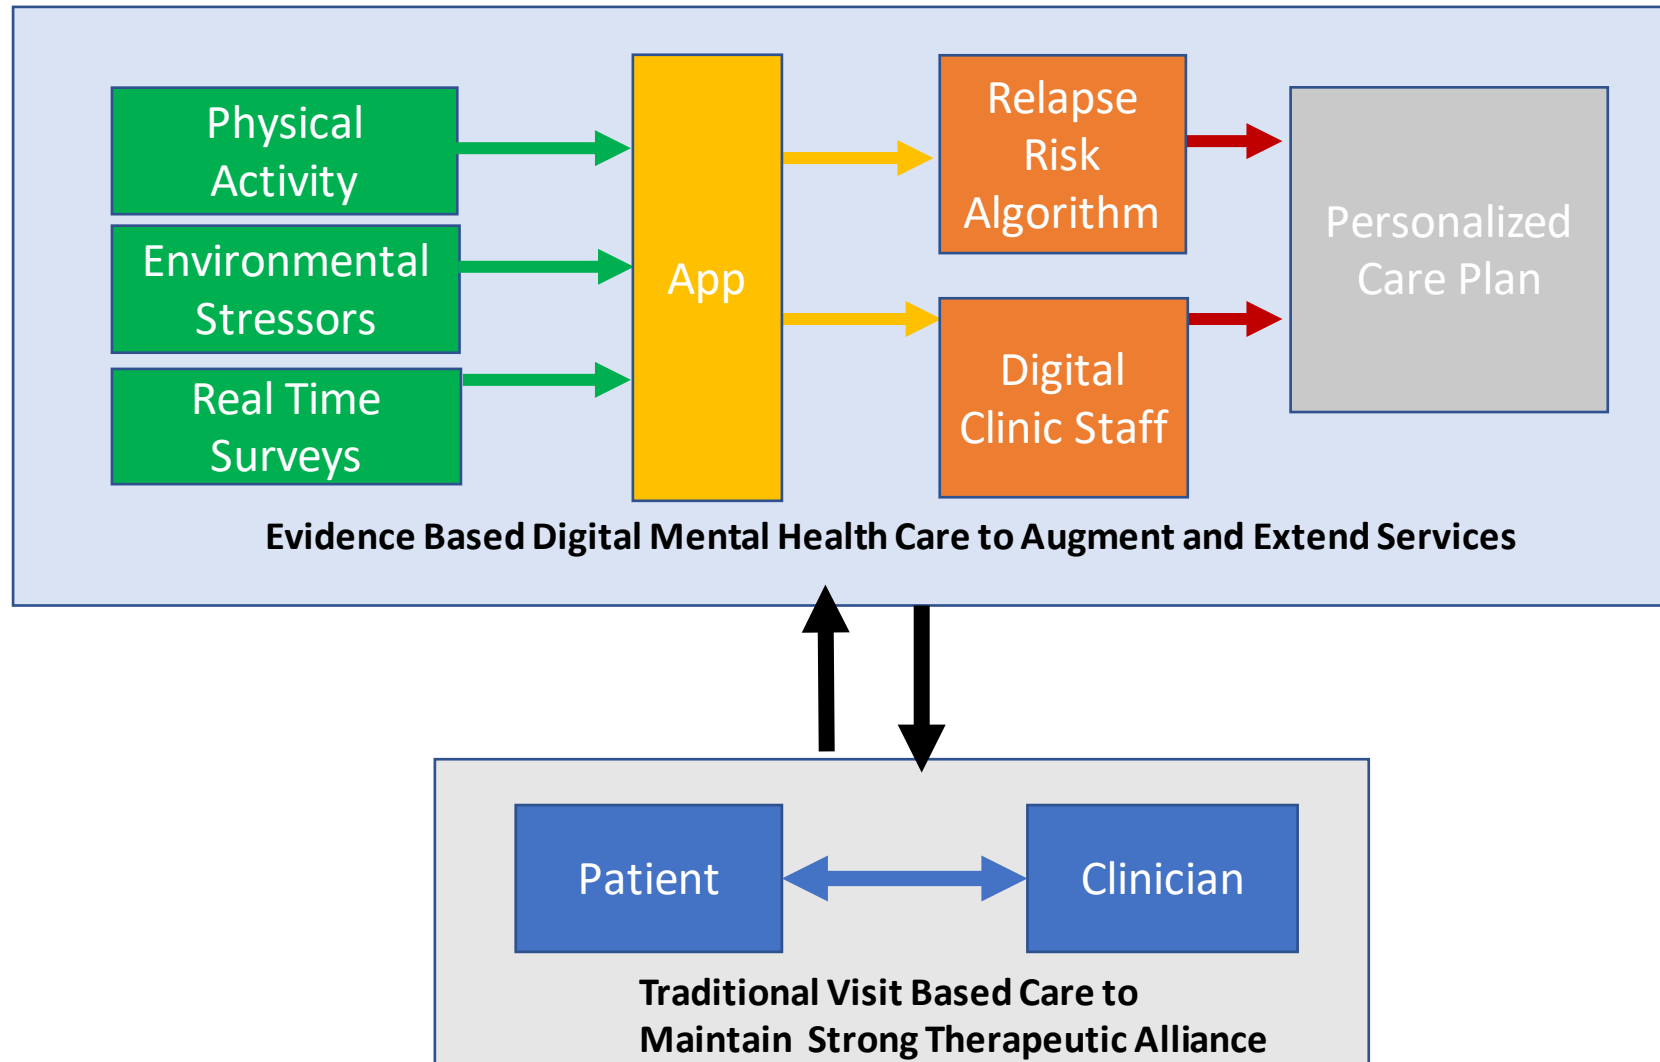 Physical
Activity
Environmental
Stressors
Real Time
Surveys
App
Relapse
Risk
Algorithm
Digital
Clinic Staff
Personalized
Care Plan
Evidence Based Digital Mental Health Care to Augment and Extend Services
Patient
Clinician
Traditional Visit Based Care to
Maintain Strong Therapeutic Alliance